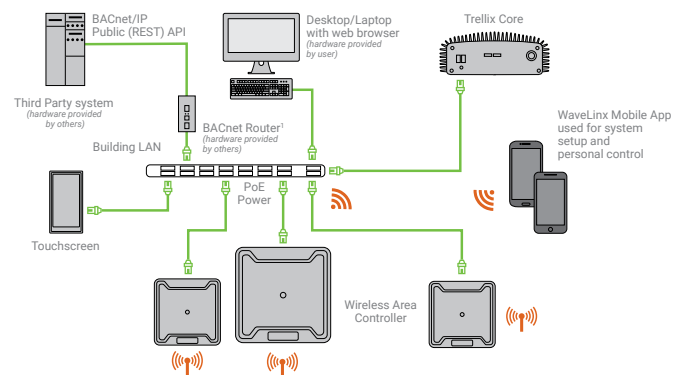 BACnet/IP
Public (REST) API
Desktop/Laptop
with web browser
(hardware provided
by user)
Trellix Core
Third Party system
(hardware provided
by others)
BACnet Router¹
(hardware provided
by others)
Building LAN
WaveLinx Mobile App
used for system
setup and
personal control
PoE
Power
Touchscreen
Wireless Area
Controller